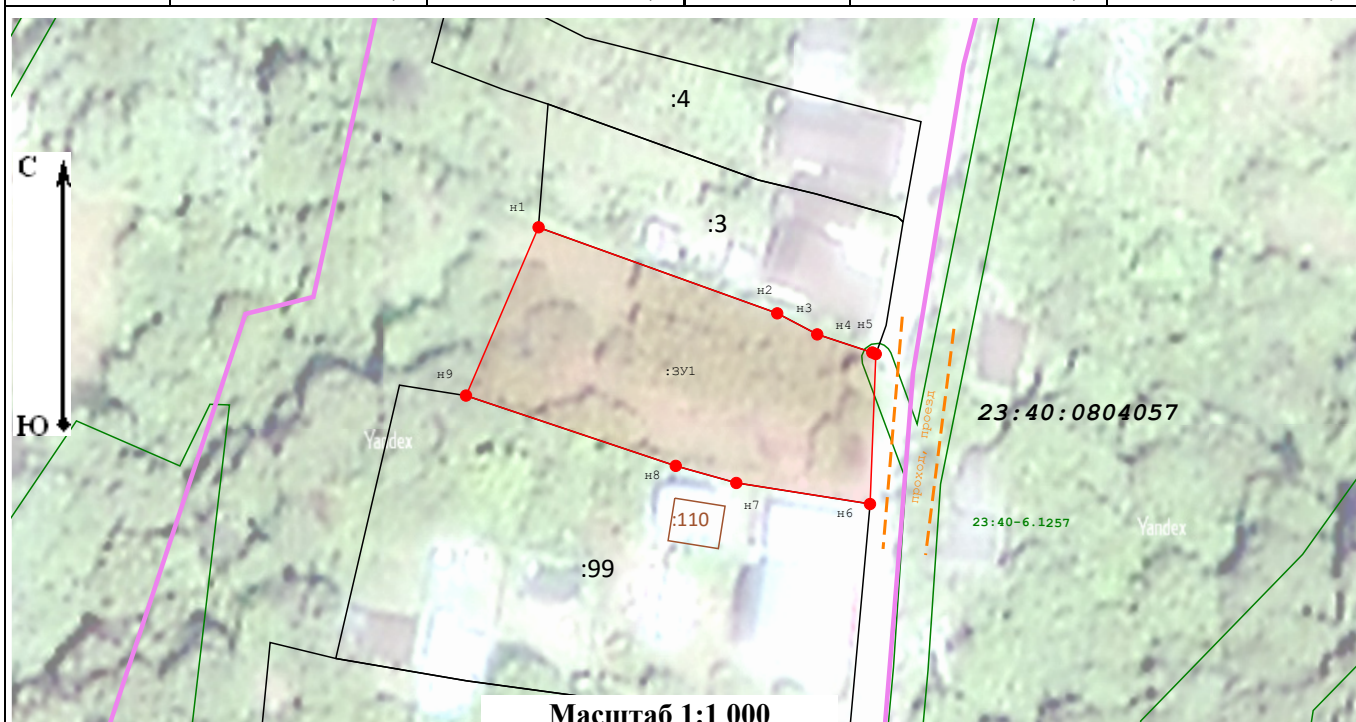 :4
С
н1
:3
н2
н3
н4 н5
:ЗУ1
н9
проход, проезд
23:40:0804057
Ю
Yandex
н8
н7
н6
:110
23:40-6.1257
Yandex
:99
Масштаб 1:1 000